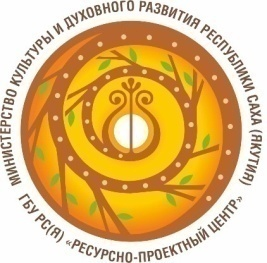 МИНИСТЕРСТВО КУЛЬТУРЫ И ДУХОВНОГО РАЗВИТИЯ РЕСПУБЛИКИ САХА (ЯКУТИЯ)
ГБУ РС(Я) «РЕСУРСНО-ПРОЕКТНЫЙ ЦЕНТР»